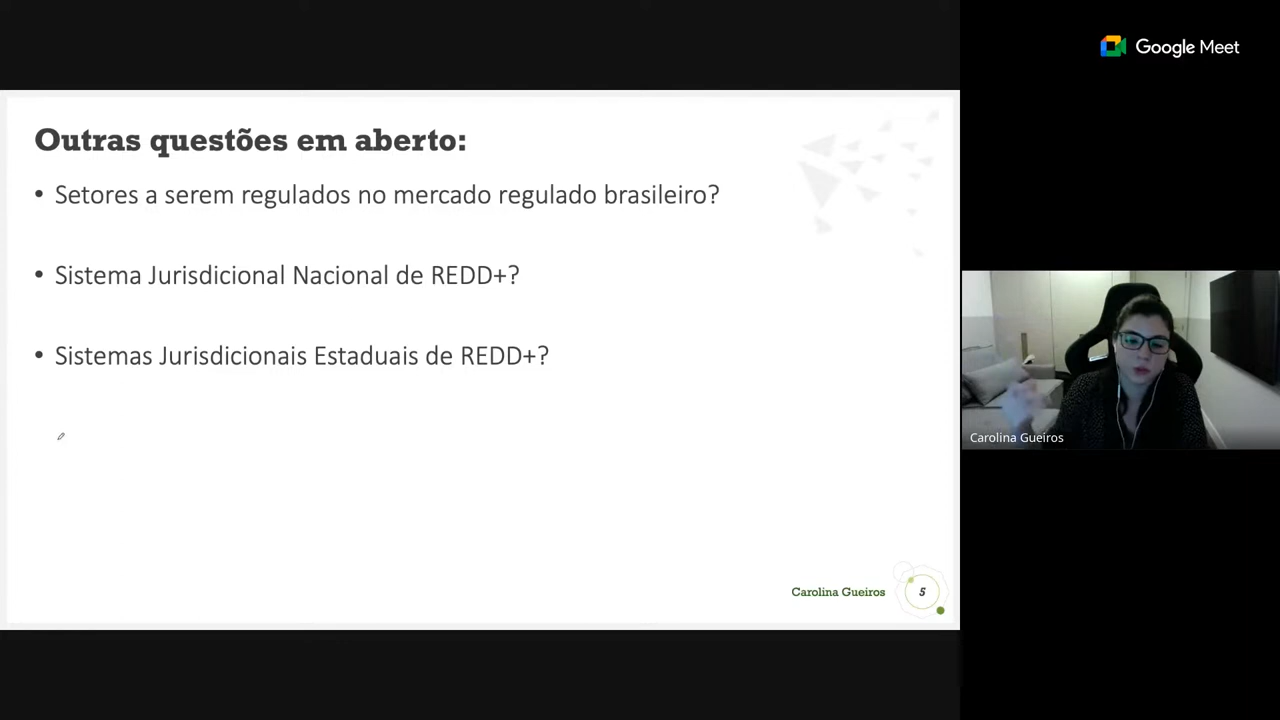 Google Meet
Outras questões em aberto:
• Setores a serem regulados no mercado regulado brasileiro?
• Sistema Jurisdicional Nacional de REDD+?
• Sistemas Jurisdicionais Estaduais de REDD+?
Carolina Gueiros
Carolina Gueiros
5